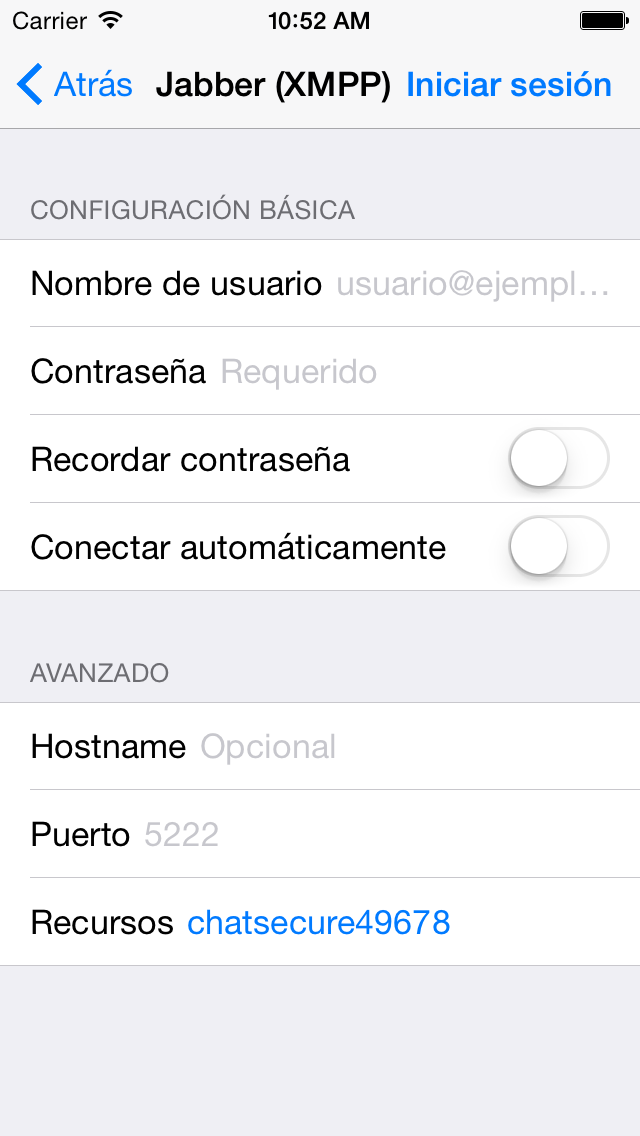 Carrier 10:52 AM
Atrás Jabber (XMPP) Iniciar sesión
CONFIGURACIÓN BÁSICA
Nombre de usuario usuario@ejempl...
Contraseña Requerido
Recordar contraseña
Conectar automáticamente
AVANZADO
Hostname Opcional
Puerto 5222
Recursos chatsecure49678